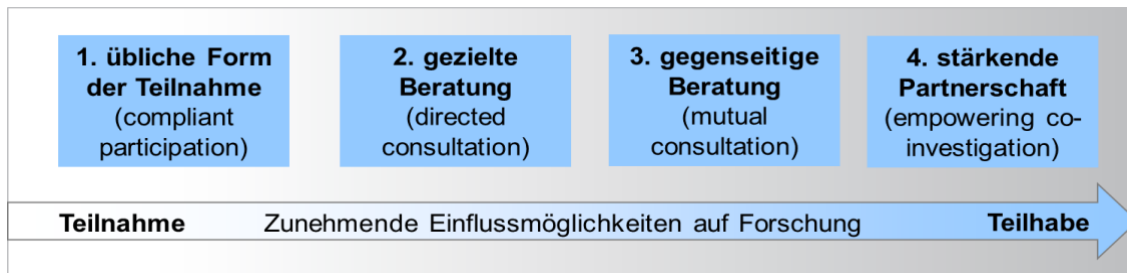 1. übliche Form
der Teilnahme
(compliant
participation)
2. gezielte
Beratung
(directed
consultation)
3. gegenseitige
Beratung
(mutual
consultation)
4. stärkende
Partnerschaft
(empowering co-
investigation)
Teilnahme Zunehmende Einflussmöglichkeiten auf Forschung Teilhabe